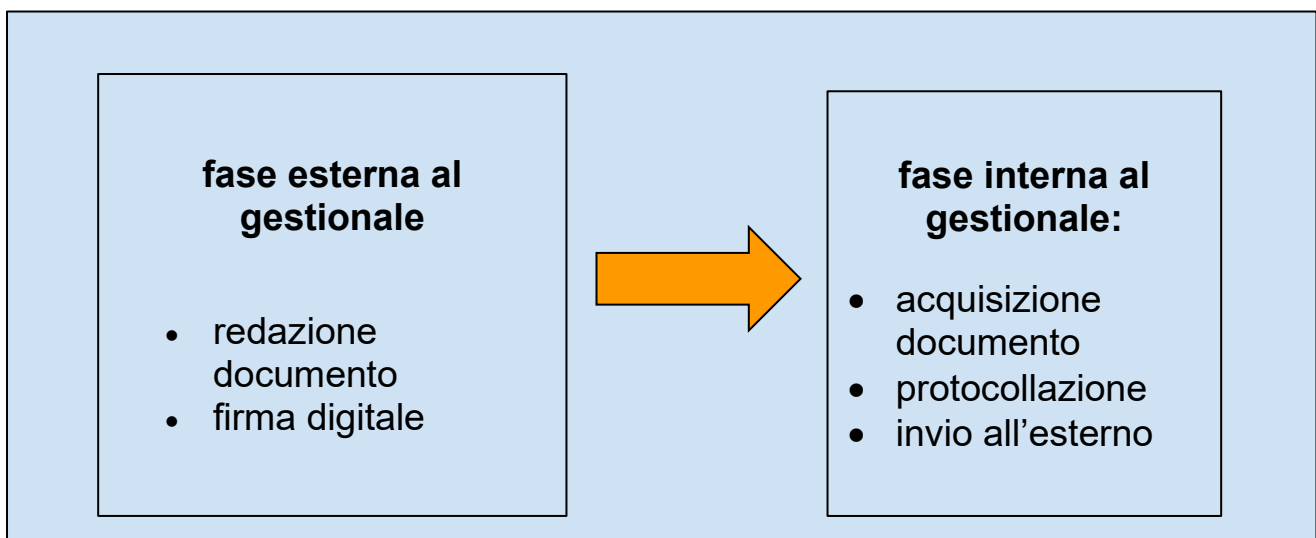 fase esterna al
gestionale
• redazione
documento
• firma digitale
fase interna al
gestionale:
• acquisizione
documento
• protocollazione
• invio all’esterno